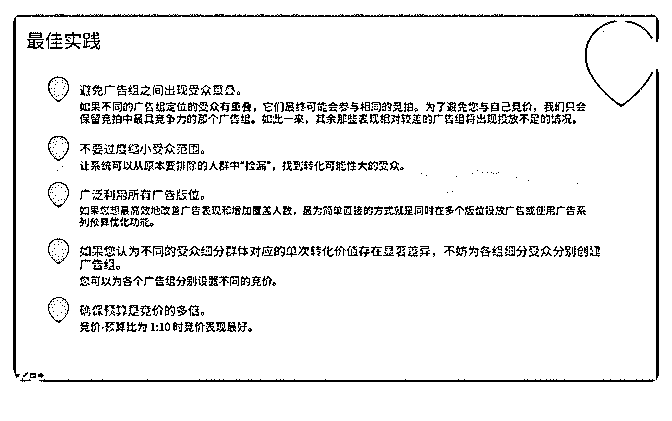 最佳实践
避免广告组之间出现受众重叠。
如果不同的广告组定位的受众有重叠，它们最终可能会参与相同的竞拍。为了避免您与自己竞价，我们只会
保留竞拍中最具竞争力的那个广告组。如此一来，其余那些表现相对较差的广告组将出现投放不足的情况。
不要过度缩小受众范围。
让系统可以从原本要排除的人群中“捡漏”，找到转化可能性大的受众。
广泛利用所有广告版位。
如果您想最高效地改善广告表现和增加覆盖人数，最为简单直接的方式就是同时在多个版位投放广告或使用广告系
列预算优化功能。
如果您认为不同的受众细分群体对应的单次转化价值存在显著差异，不妨为各组细分受众分别创建
广告组。
您可以为各个广告组分别设置不同的竞价。
确保预算是竞价的多倍。
竞价-预算比为 1:10 时竞价表现最好。